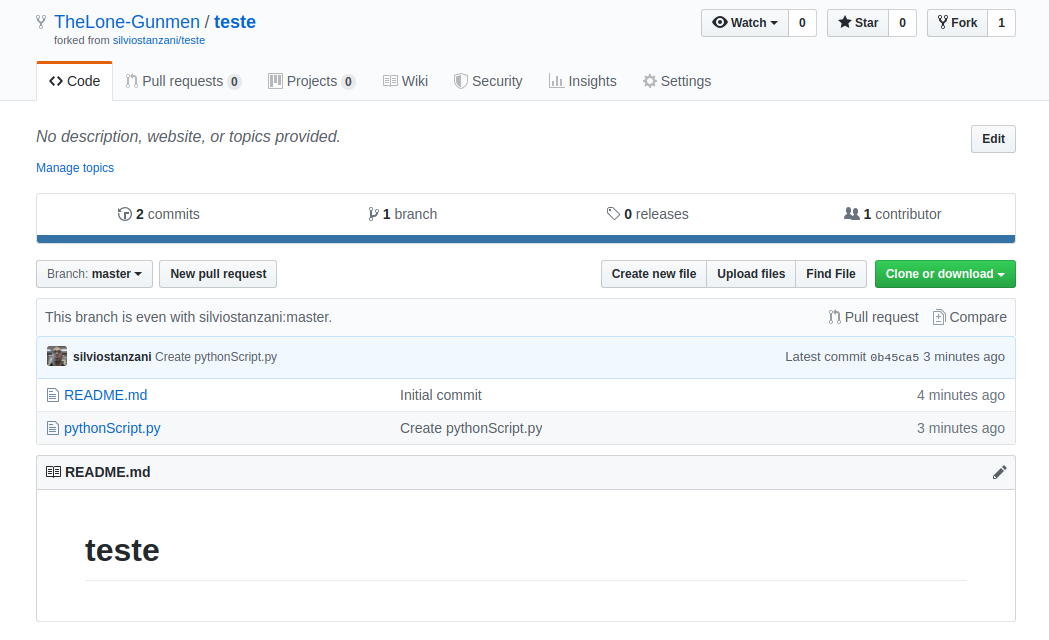 TheLone-Gunmen / teste
Watch 0 Star 0 Fork 1
forked from silviostanzani/teste
Code Pull requests 0 Projects 0 Wiki Security Insights Settings
No description, website, or topics provided. Edit
Manage topics
2 commits 1 branch 0 releases 1 contributor
Branch: master New pull request Create new file Upload files Find File Clone or download
This branch is even with silviostanzani:master. Pull request Compare
silviostanzani Create pythonScript.py Latest commit 0b45ca5 3 minutes ago
README.md Initial commit 4 minutes ago
pythonScript.py Create pythonScript.py 3 minutes ago
README.md
teste